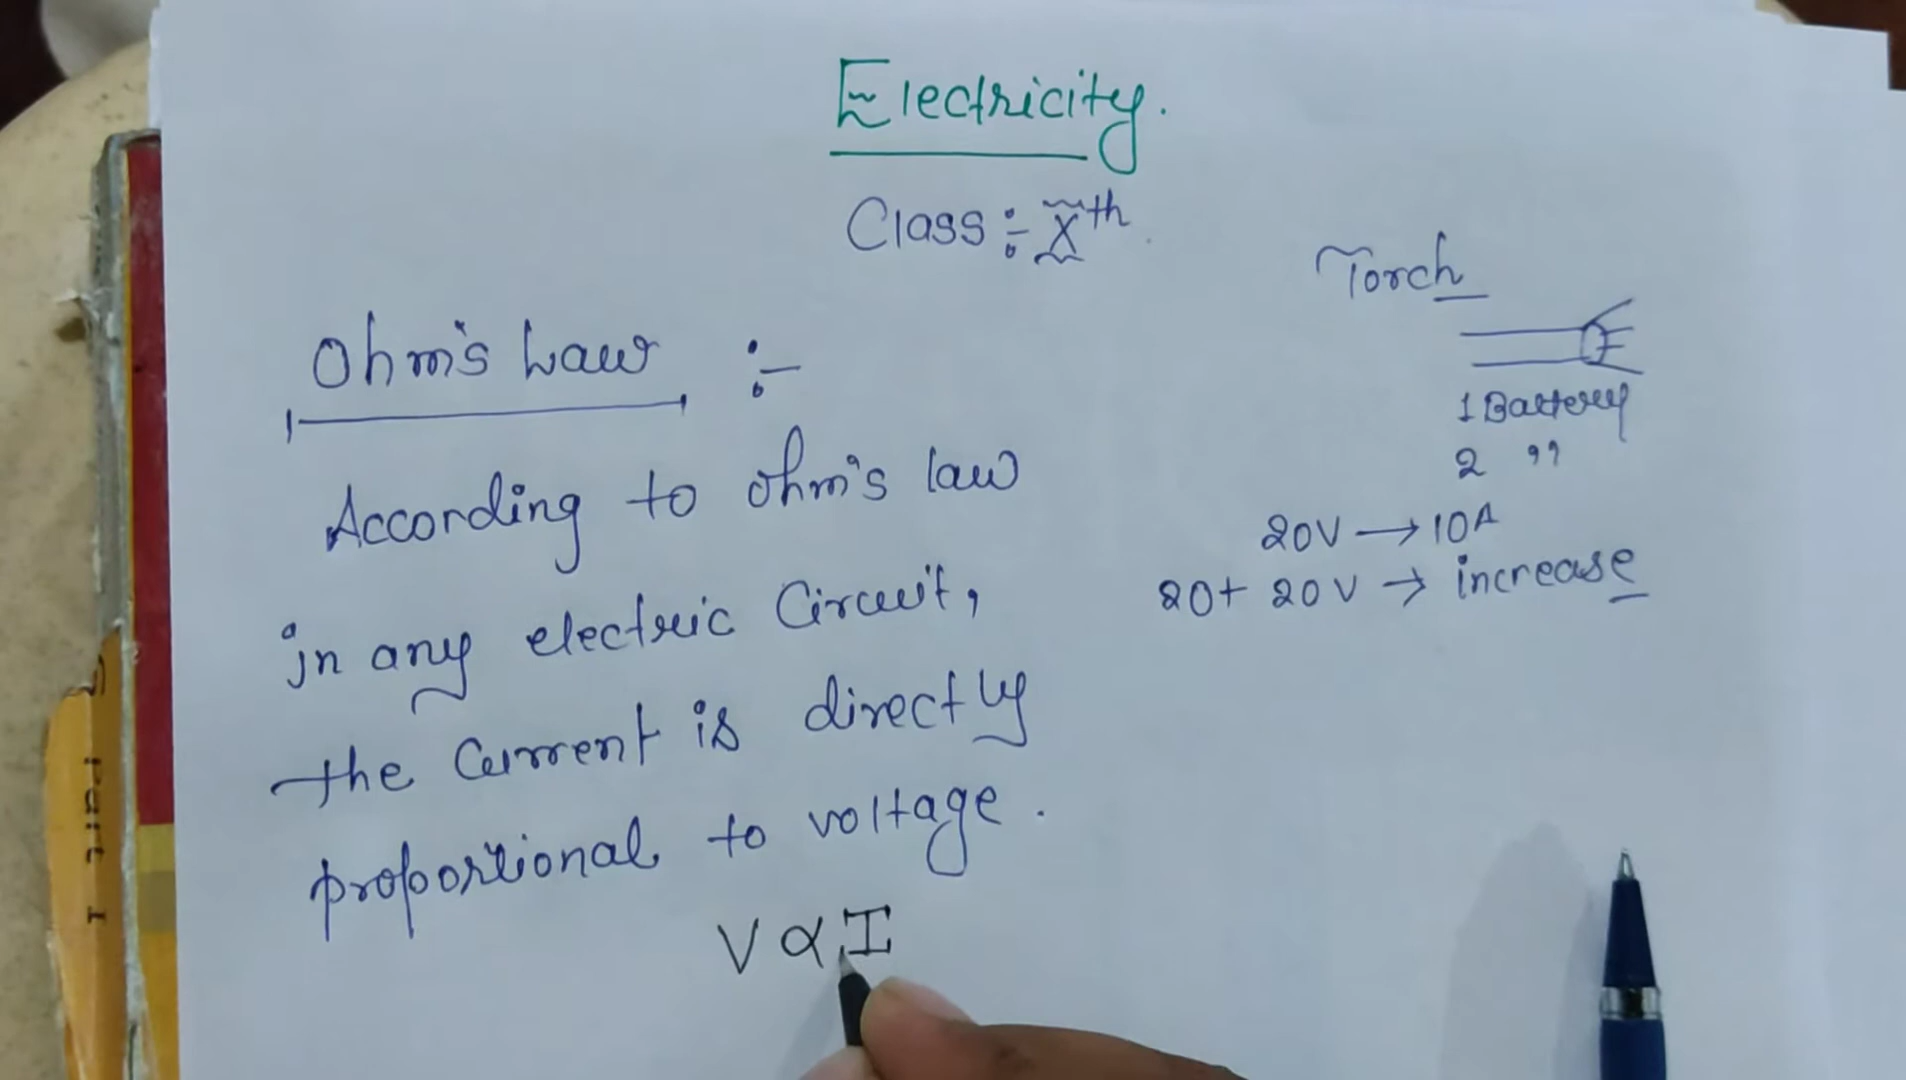 Electricity.
Class :- Xth
Torch
Ohm's Law :-
1 Battery
2 ,,
According to ohm's law
20V → 10A
20+ 20V → increase
in any electric Circuit,
the Current is directly
proportional to voltage.
V ∝ I